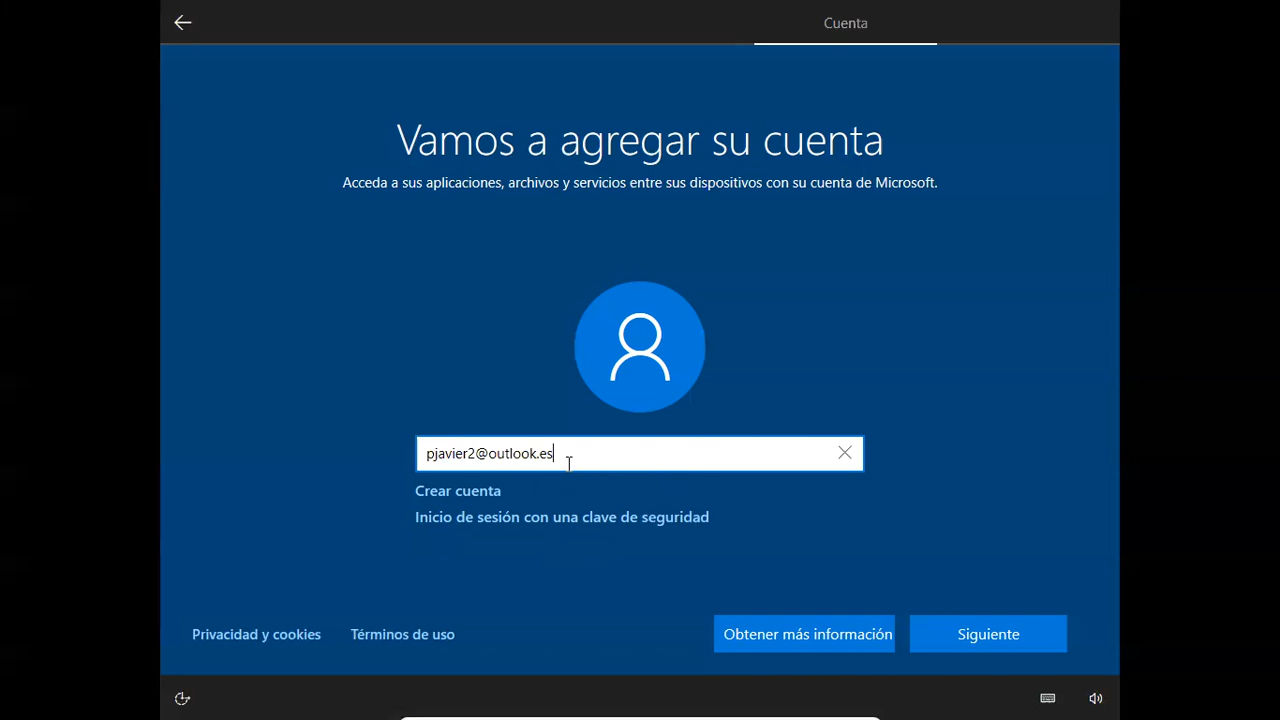 Cuenta
Vamos a agregar su cuenta
Acceda a sus aplicaciones, archivos y servicios entre sus dispositivos con su cuenta de Microsoft.
pjavier2@outlook.es
Crear cuenta
Inicio de sesión con una clave de seguridad
Privacidad y cookies
Términos de uso
Obtener más información
Siguiente